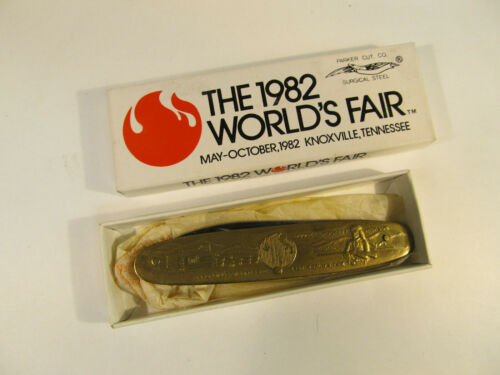 THE 1982
WORLD'S FAIR™
MAY-OCTOBER, 1982 KNOXVILLE, TENNESSEE
PARKER CUT. CO.
®
SURGICAL STEEL
THE 1982 WORLD'S FAIR